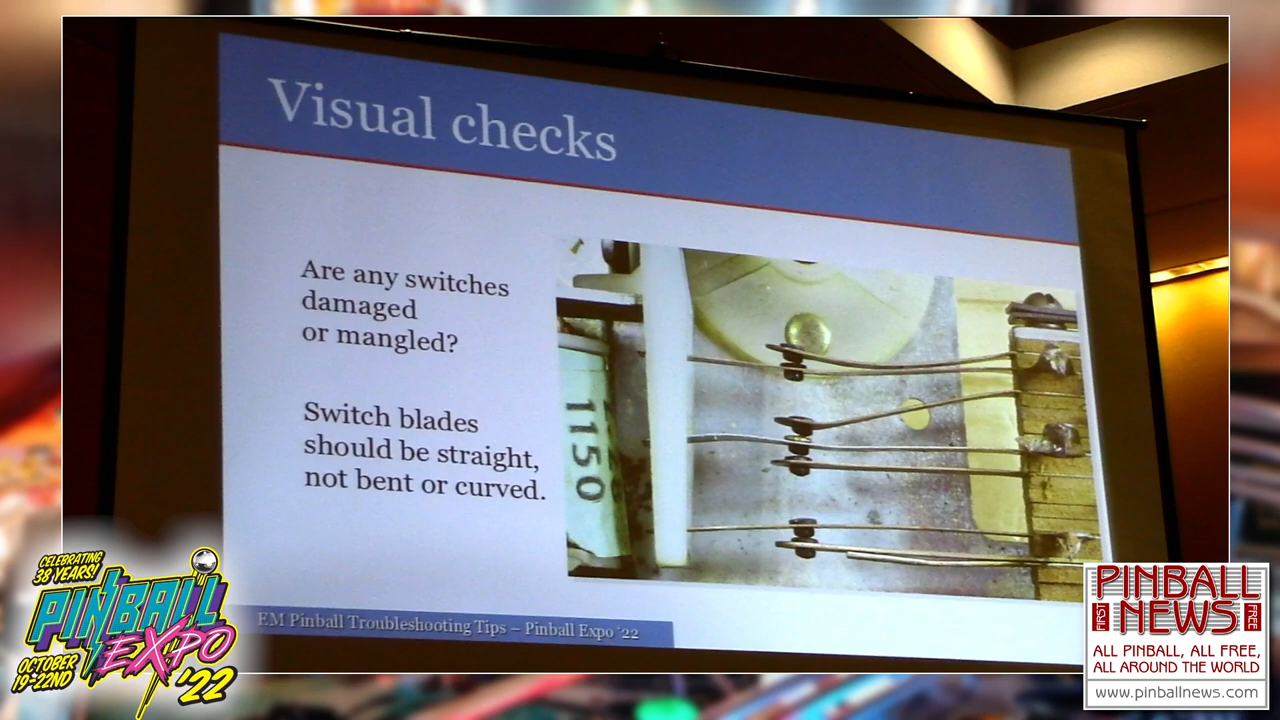 Visual checks
Are any switches
damaged
or mangled?
Switch blades
should be straight,
not bent or curved.
1150
EM Pinball Troubleshooting Tips – Pinball Expo '22
CELEBRATING
38 YEARS!
PINBALL
EXPO
OCTOBER
19-22ND
'22
PINBALL
FIRST
NEWS
FREE
ALL PINBALL, ALL FREE,
ALL AROUND THE WORLD
www.pinballnews.com